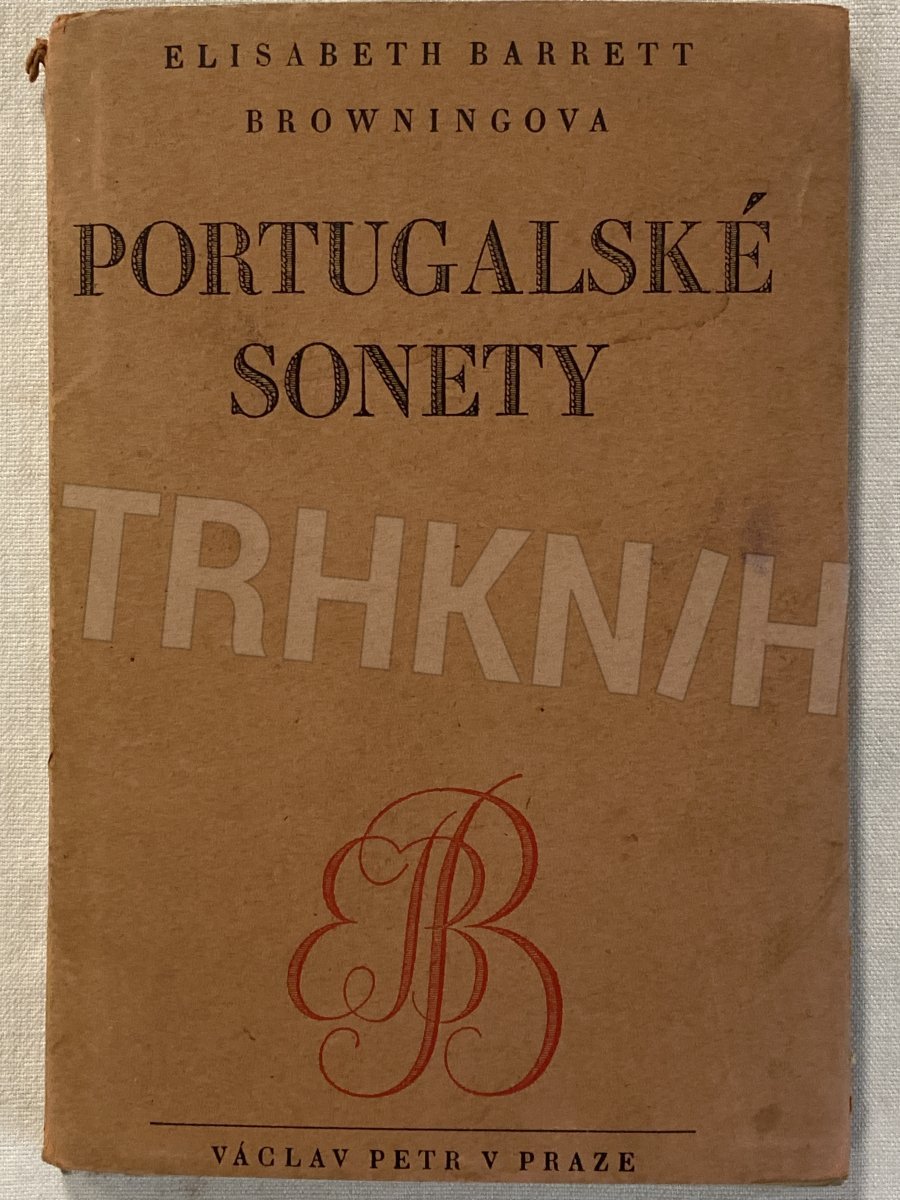 ELISABETH BARRETT
BROWNINGOVA
PORTUGALSKÉ
SONETY
TRHKNIH
EBB
VÁCLAV PETR V PRAZE